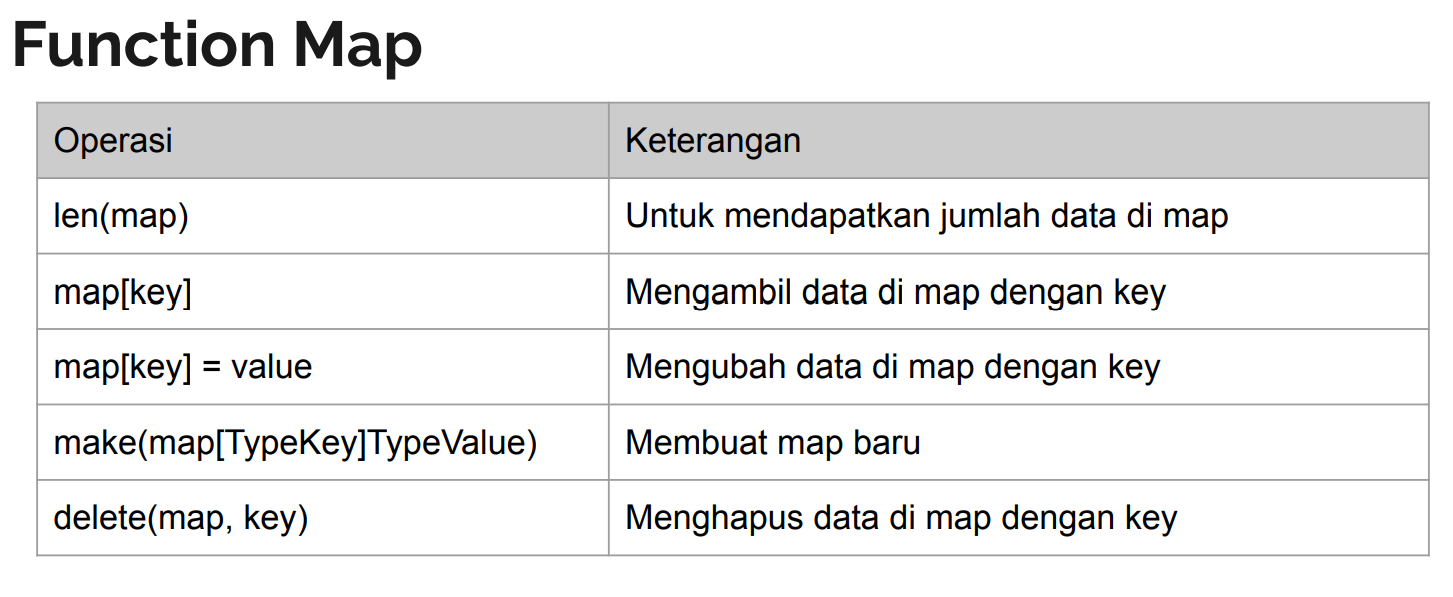 Function Map
Operasi Keterangan
len(map) Untuk mendapatkan jumlah data di map
map[key] Mengambil data di map dengan key
map[key] = value Mengubah data di map dengan key
make(map[TypeKey]TypeValue) Membuat map baru
delete(map, key) Menghapus data di map dengan key